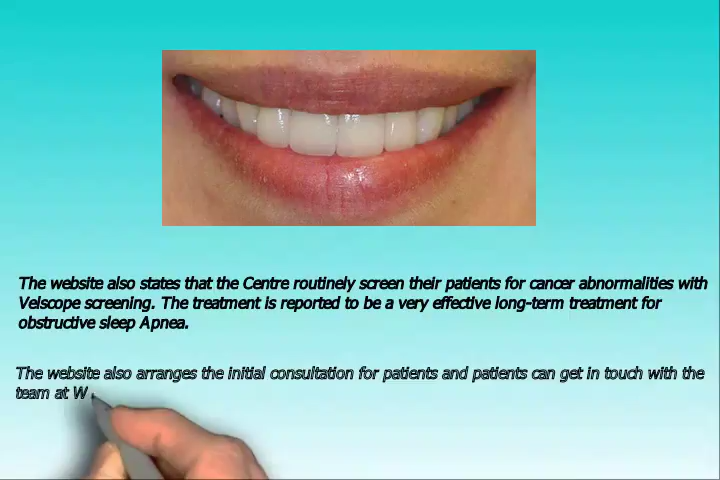 The website also states that the Centre routinely screen their patients for cancer abnormalities with
Velscope screening. The treatment is reported to be a very effective long-term treatment for
obstructive sleep Apnea.
The website also arranges the initial consultation for patients and patients can get in touch with the
team at W